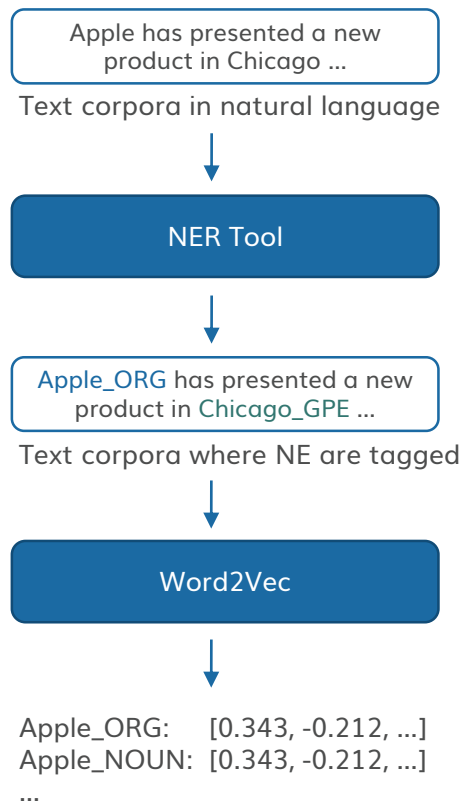 Apple has presented a new
product in Chicago ...
Text corpora in natural language
NER Tool
Apple_ORG has presented a new
product in Chicago_GPE ...
Text corpora where NE are tagged
Word2Vec
Apple_ORG: [0.343, -0.212, ...]
Apple_NOUN: [0.343, -0.212, ...]
...